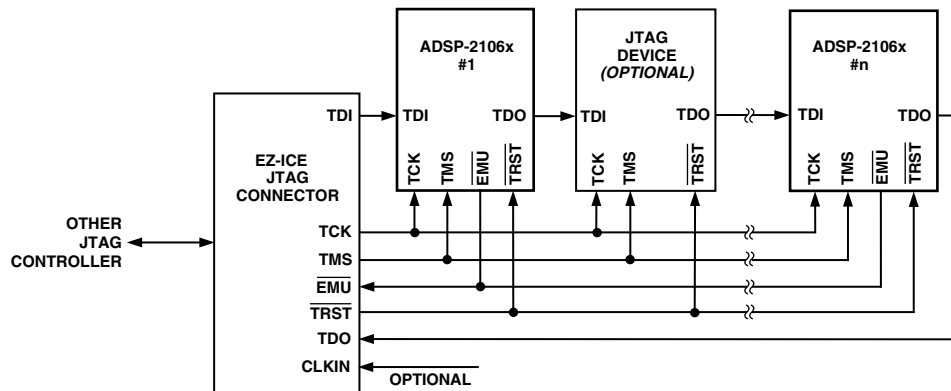 ADSP-2106x
#1
TDI
TDO
TCK
TMS
EMU
TRST
JTAG
DEVICE
(OPTIONAL)
TDI
TDO
TCK
TMS
TRST
ADSP-2106x
#n
TDI
TDO
TCK
TMS
EMU
TRST
TDI
EZ-ICE
JTAG
CONNECTOR
TCK
TMS
EMU
TRST
TDO
CLKIN
OTHER
JTAG
CONTROLLER
OPTIONAL